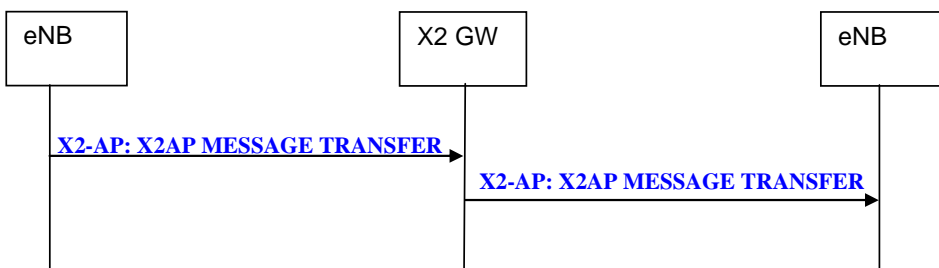 eNB
X2 GW
eNB
X2-AP: X2AP MESSAGE TRANSFER
X2-AP: X2AP MESSAGE TRANSFER